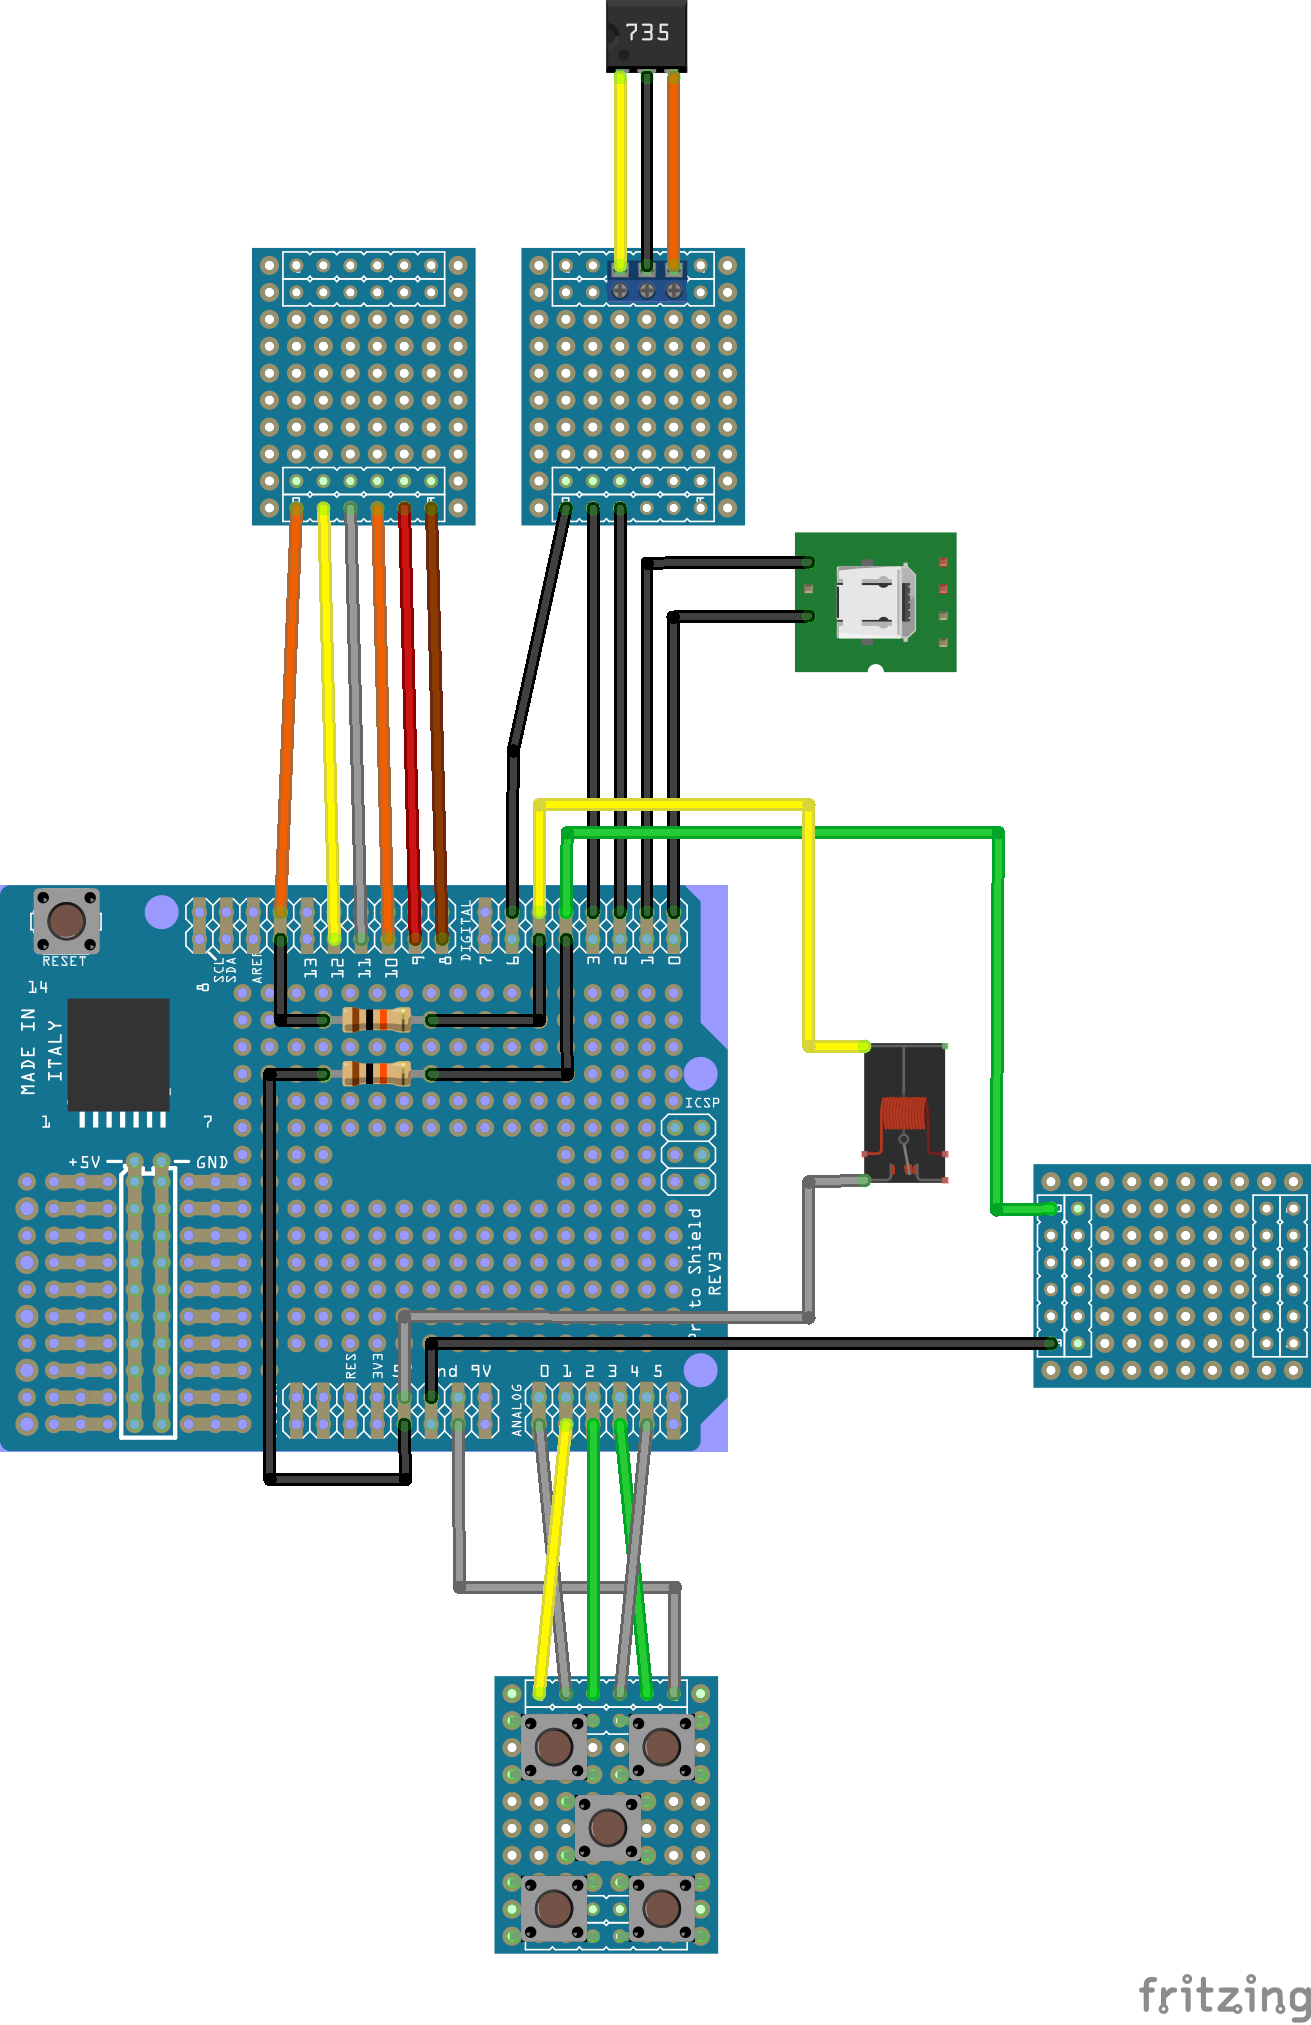 735
RESET
SCL
SDA
AREF
13
12
11
10
9
8
DIGITAL
7
6
3
2
1
0
14
8
MADE IN
ITALY
1
7
ICSP
+5V
GND
to Shield
REV3
RES
3V3
9V
ANALOG
0
1
2
3
4
5
fritzing